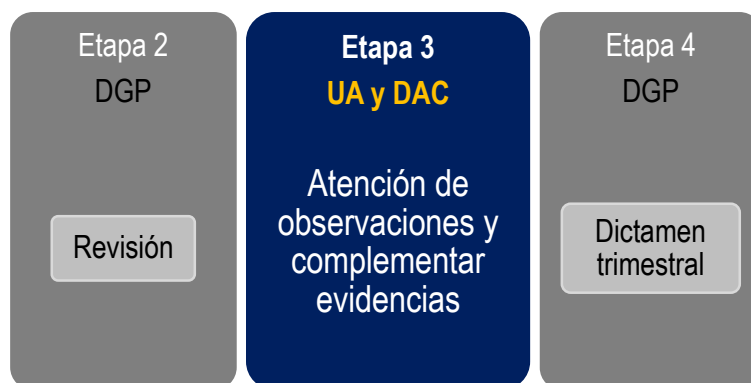 Etapa 2
DGP
Revisión
Etapa 3
UA y DAC
Atención de
observaciones y
complementar
evidencias
Etapa 4
DGP
Dictamen
trimestral